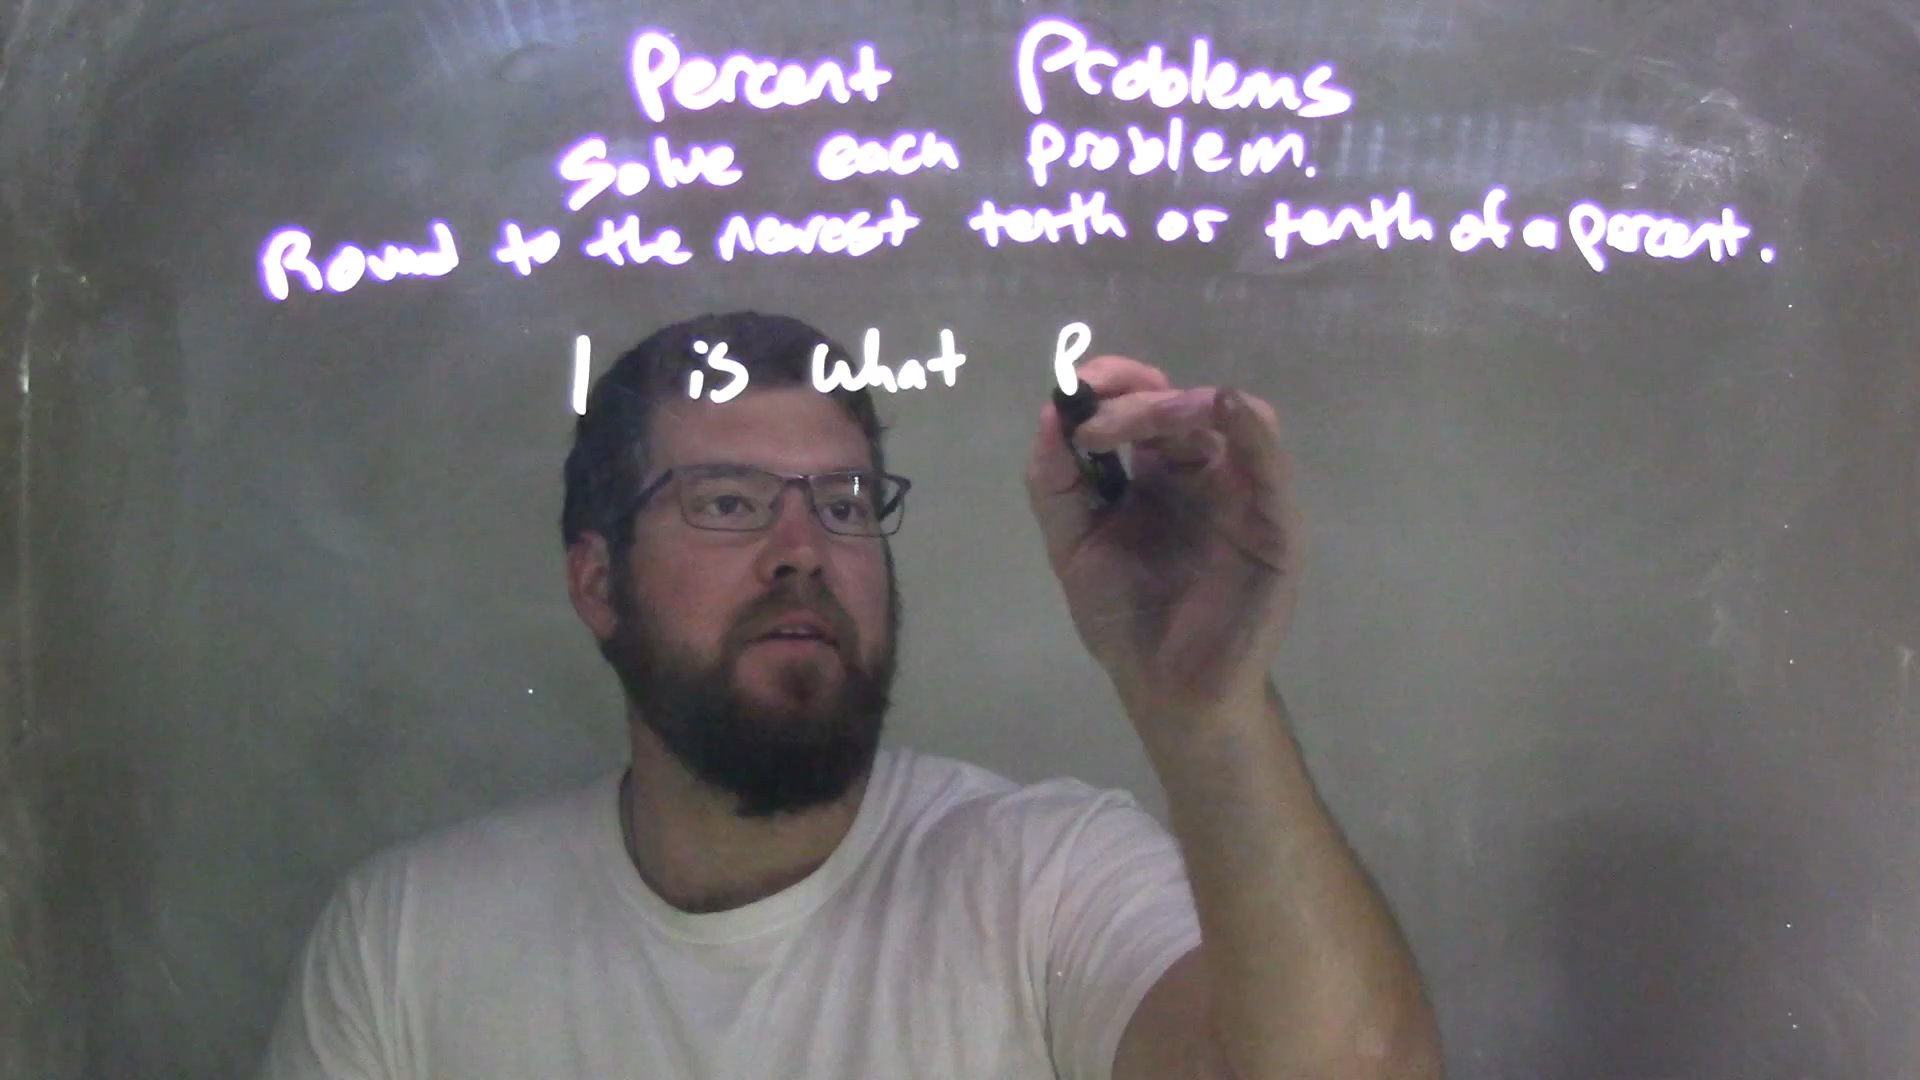 Percent Problems
Solve each problem.
Round to the nearest tenth or tenth of a percent.
1 is what P